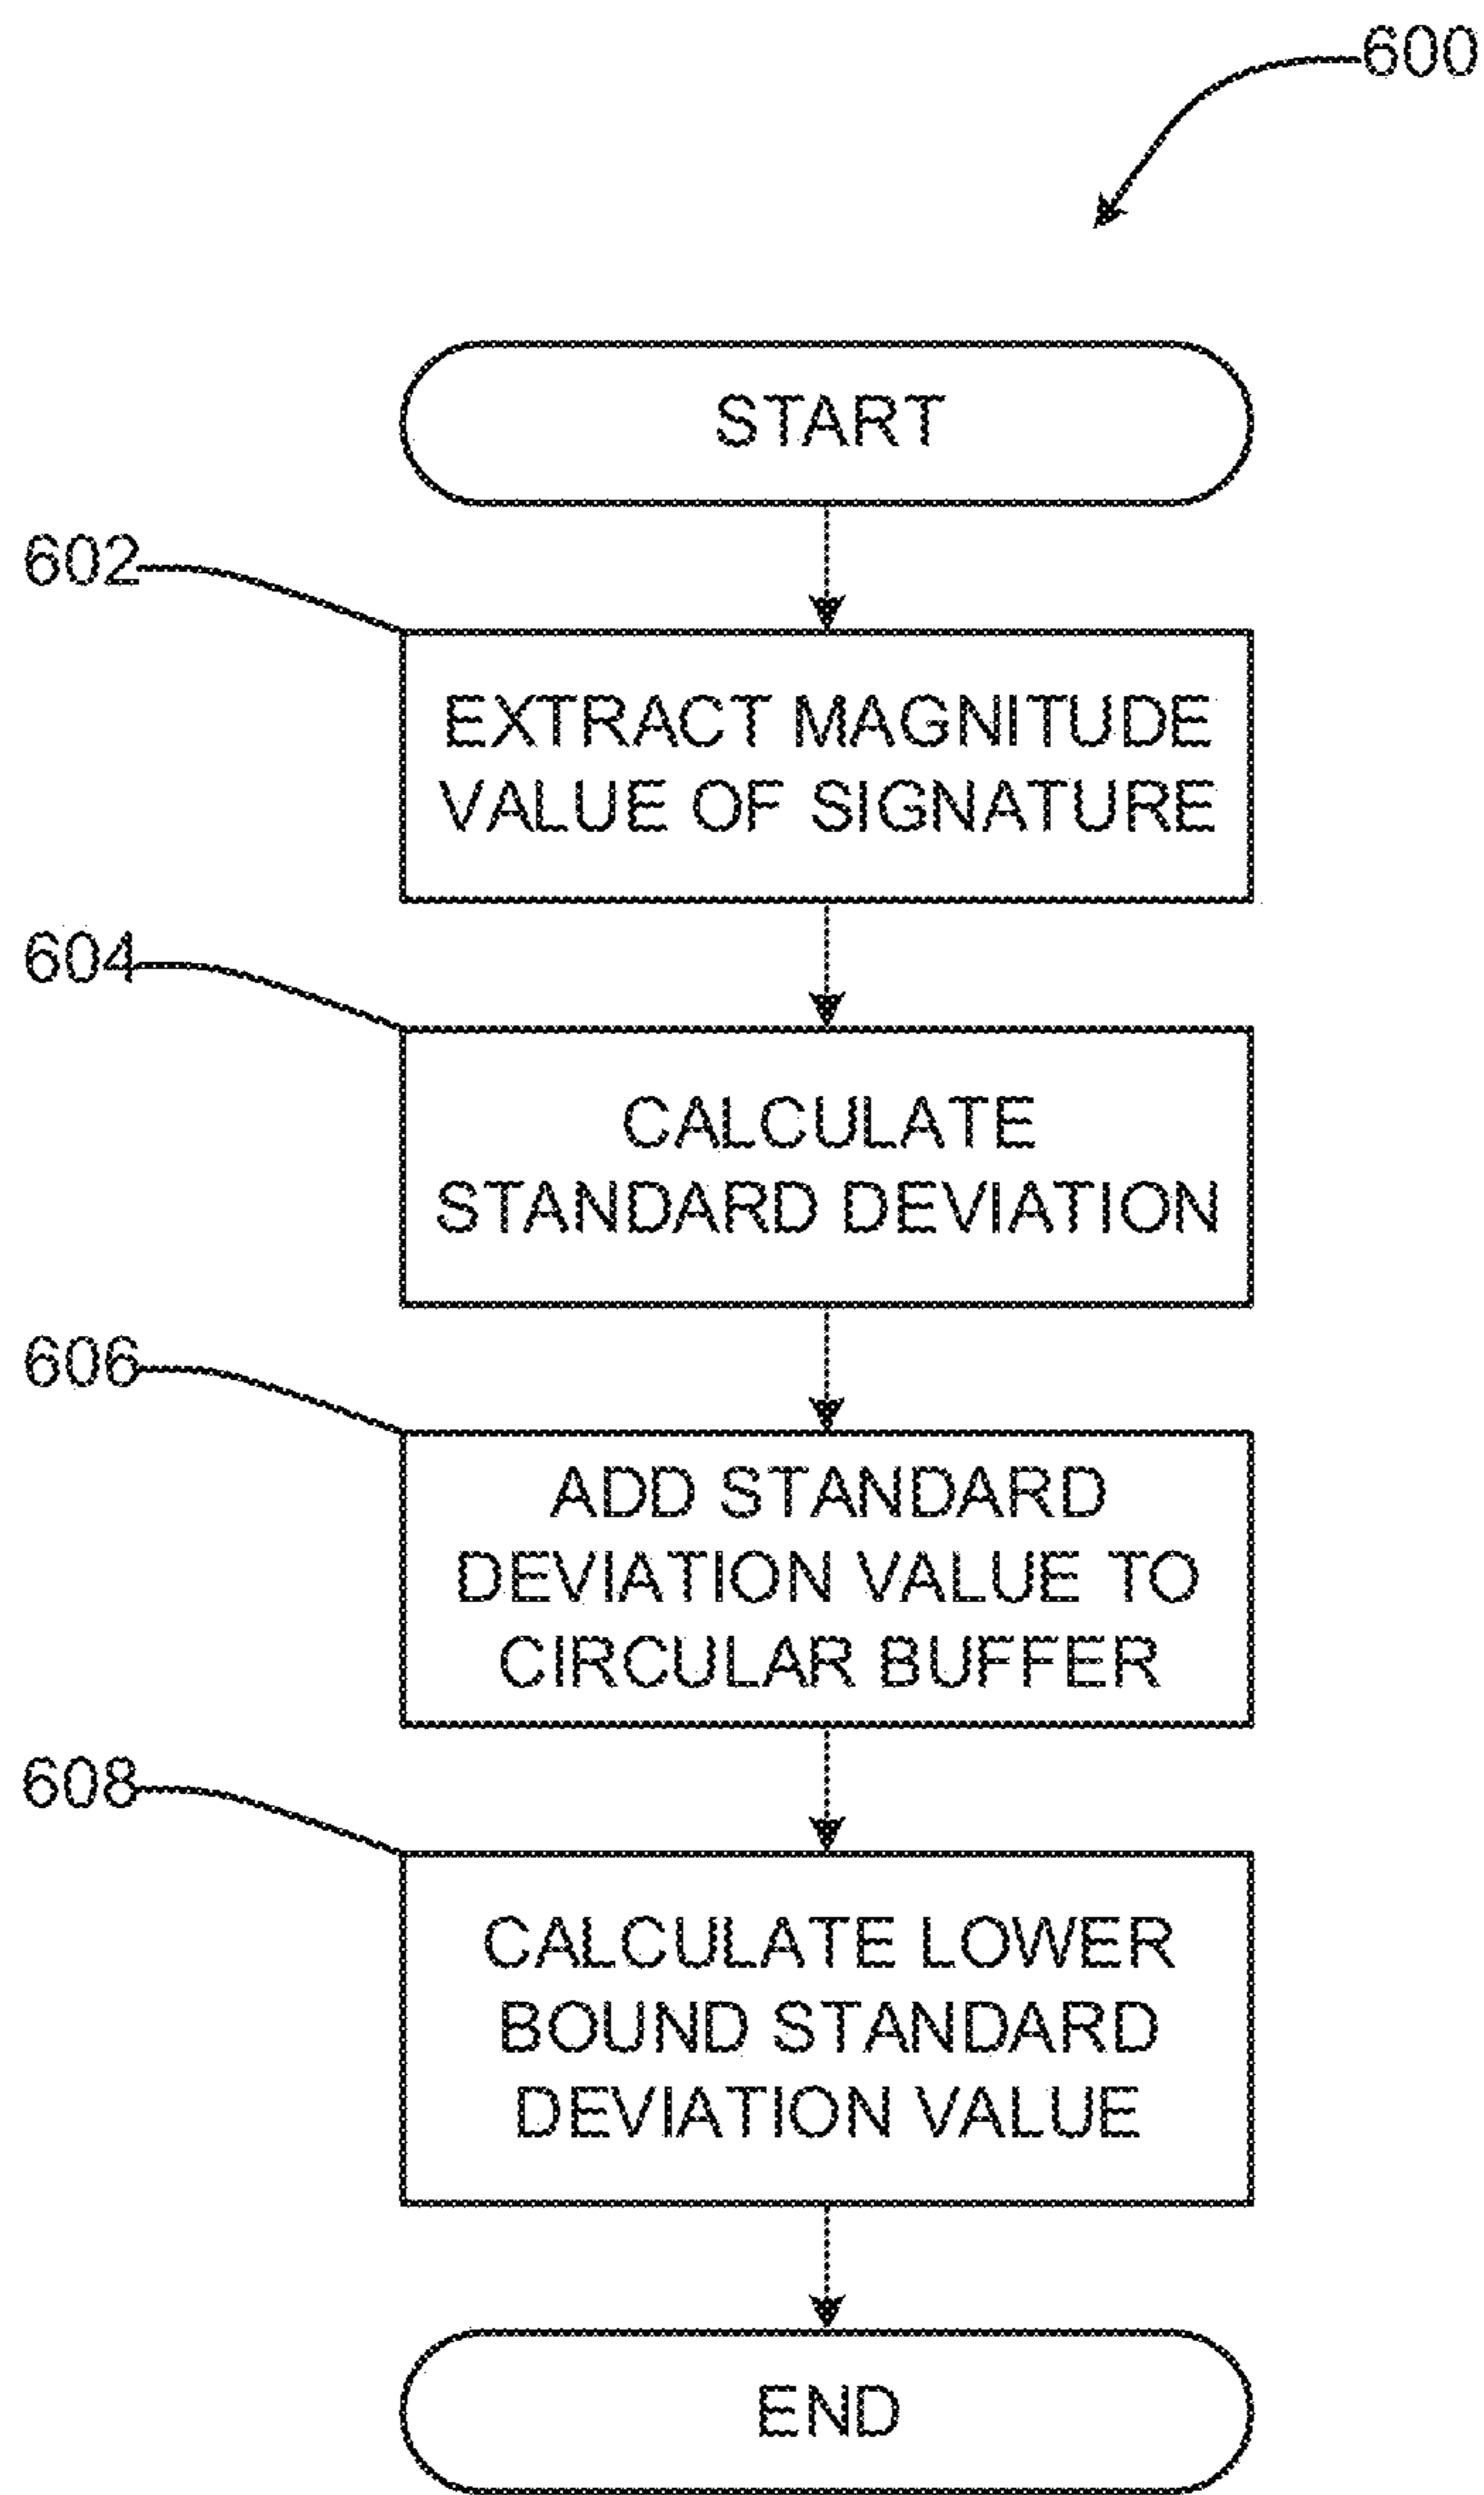 600
START
602
EXTRACT MAGNITUDE
VALUE OF SIGNATURE
604
CALCULATE
STANDARD DEVIATION
606
ADD STANDARD
DEVIATION VALUE TO
CIRCULAR BUFFER
608
CALCULATE LOWER
BOUND STANDARD
DEVIATION VALUE
END